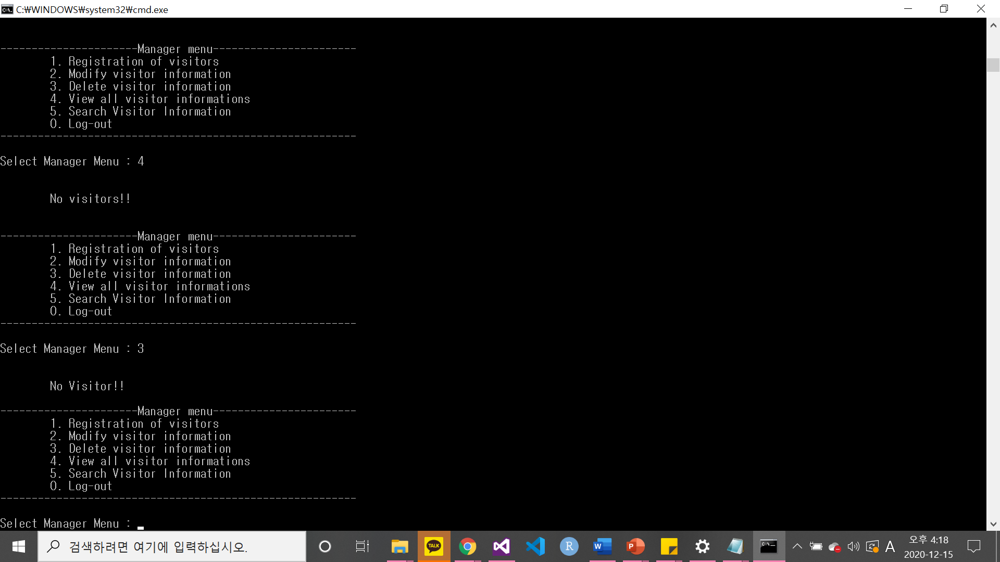 C:₩WINDOWS₩system32₩cmd.exe
----------------------Manager menu-----------------------
1. Registration of visitors
2. Modify visitor information
3. Delete visitor information
4. View all visitor informations
5. Search Visitor Information
0. Log-out
---------------------------------------------------------
Select Manager Menu : 4
No visitors!!
----------------------Manager menu-----------------------
1. Registration of visitors
2. Modify visitor information
3. Delete visitor information
4. View all visitor informations
5. Search Visitor Information
0. Log-out
---------------------------------------------------------
Select Manager Menu : 3
No Visitor!!
----------------------Manager menu-----------------------
1. Registration of visitors
2. Modify visitor information
3. Delete visitor information
4. View all visitor informations
5. Search Visitor Information
0. Log-out
---------------------------------------------------------
Select Manager Menu :
검색하려면 여기에 입력하십시오.
TALK
R
W
P
A
오후 4:18
2020-12-15